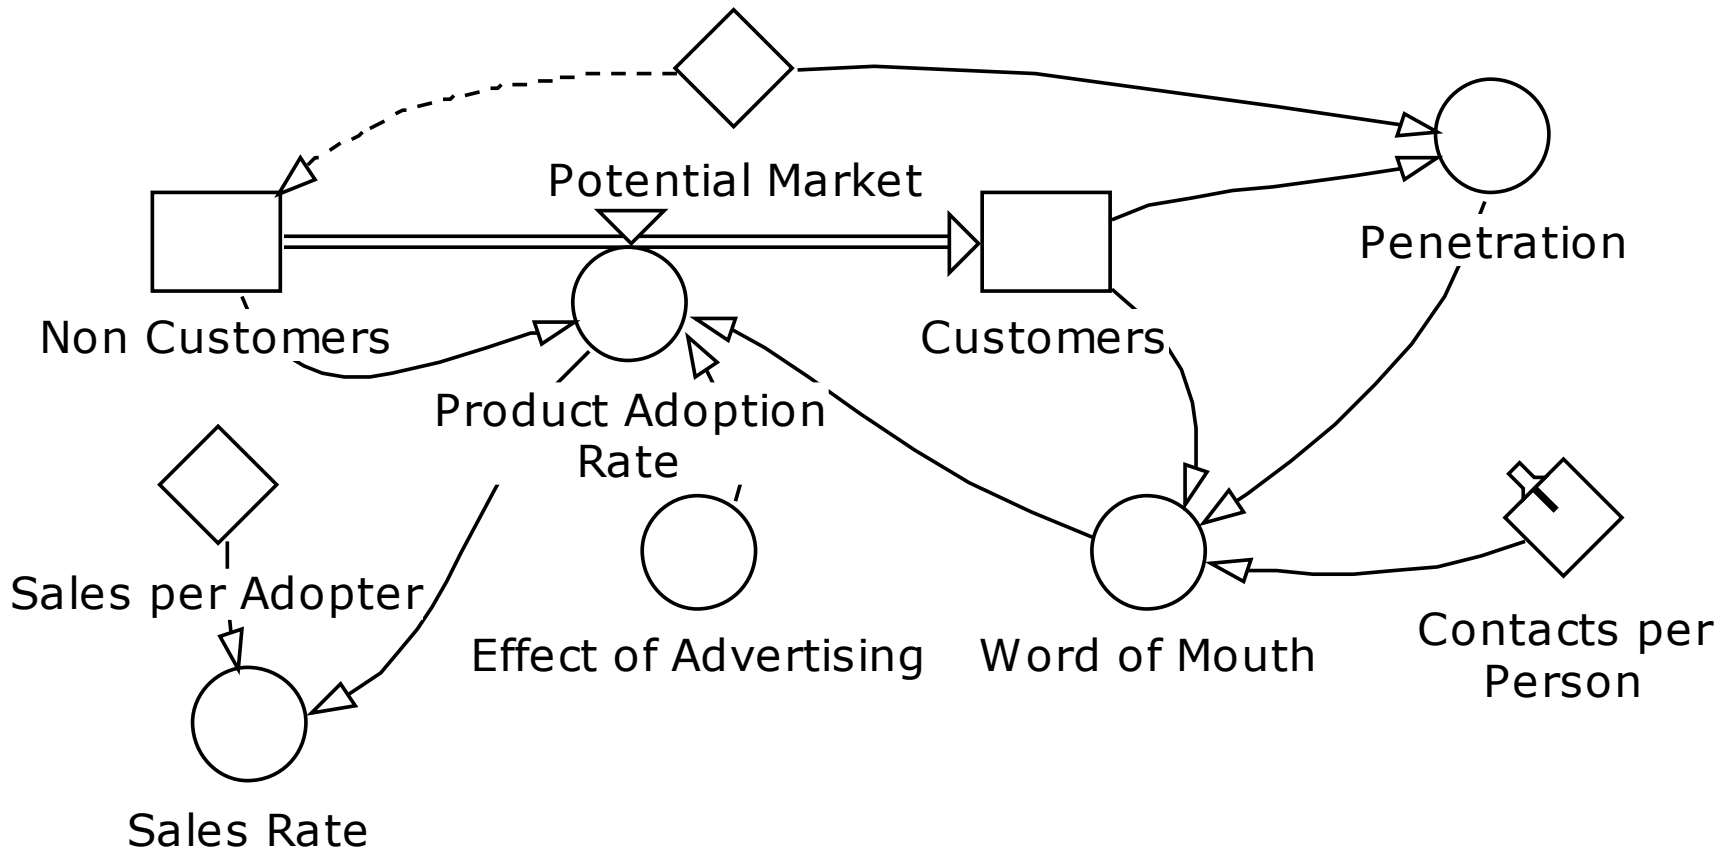 Potential Market
Penetration
Non Customers
Customers
Product Adoption
Rate
Sales per Adopter
Effect of Advertising
Word of Mouth
Contacts per
Person
Sales Rate